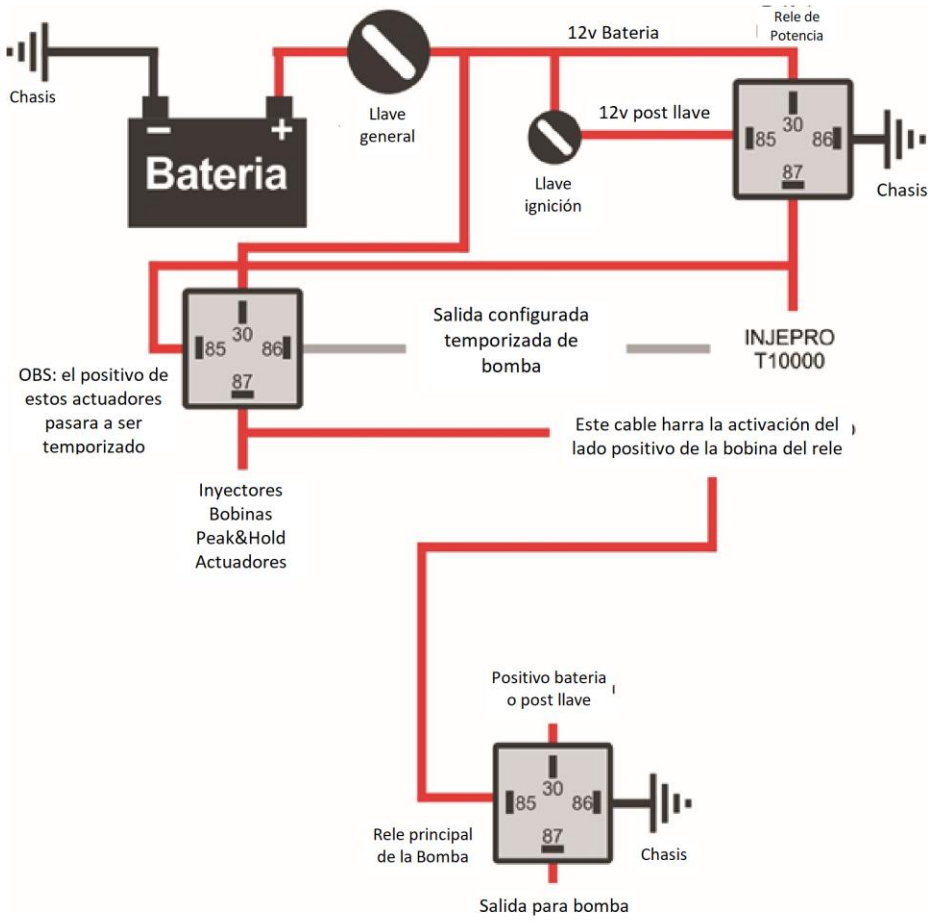 Rele de
Potencia
12v Bateria
Chasis
Llave
general
12v post llave
30
85
86
87
Bateria
Llave
ignición
Chasis
30
85
86
87
Salida configurada
temporizada de
bomba
INJEPRO
T10000
OBS: el positivo de
estos actuadores
pasara a ser
temporizado
Este cable harra la activación del
lado positivo de la bobina del rele
Inyectores
Bobinas
Peak&Hold
Actuadores
Positivo bateria
o post llave
30
85
86
87
Rele principal
de la Bomba
Chasis
Salida para bomba